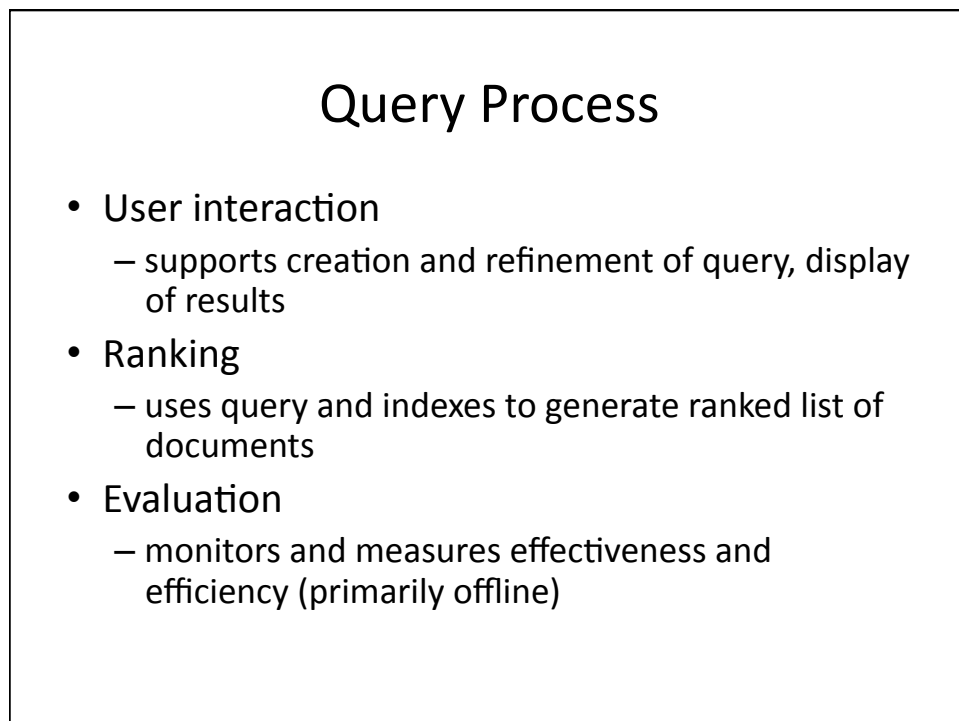 Query Process
• User interaction
– supports creation and refinement of query, display
of results
• Ranking
– uses query and indexes to generate ranked list of
documents
• Evaluation
– monitors and measures effectiveness and
efficiency (primarily offline)